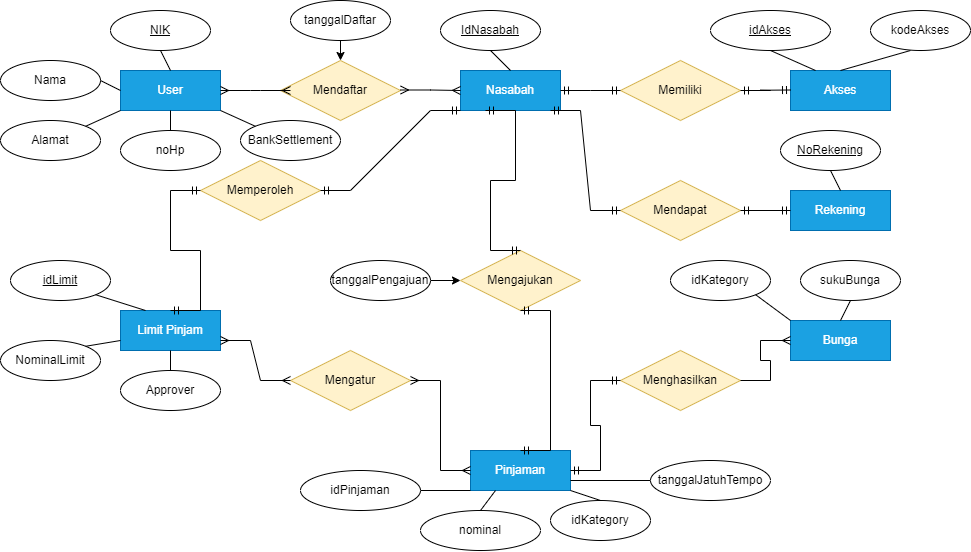 tanggalDaftar
NIK
IdNasabah
idAkses
kodeAkses
Nama
User
Mendaftar
Nasabah
Memiliki
Akses
Alamat
noHp
BankSettlement
NoRekening
Memperoleh
Mendapat
Rekening
idLimit
tanggalPengajuan
Mengajukan
idKategory
sukuBunga
Limit Pinjam
Bunga
NominalLimit
Approver
Mengatur
Menghasilkan
Pinjaman
tanggalJatuhTempo
idPinjaman
nominal
idKategory